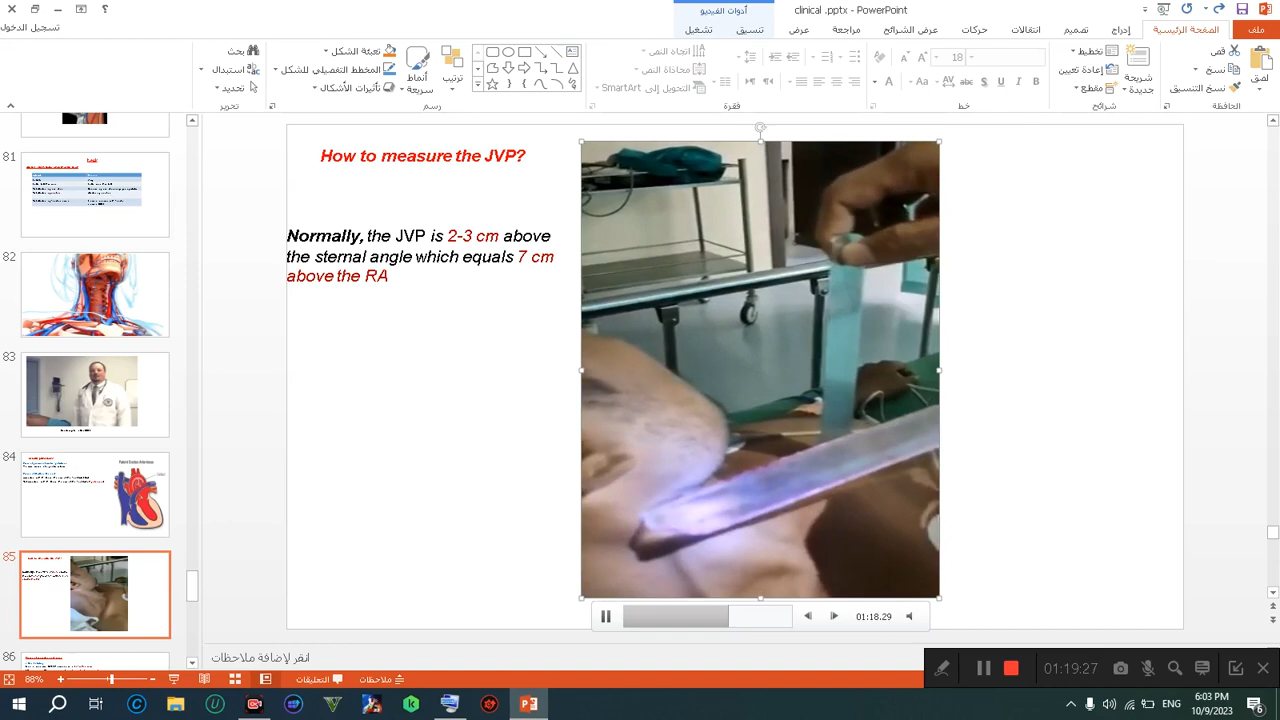 أدوات الفيديو
clinical .pptx - PowerPoint
تسجيل الدخ
ملف
الصفحة الرئيسية
إدراج
تصميم
انتقالات
حركات
عرض الشرائح
مراجعة
عرض
تنسيق
تشغيل
لصق
قص
نسخ
نسخ التنسيق
الحافظة
شريحة جديدة
تخطيط
إعادة تعيين
مقطع
شرائح
18
خط
فقرة
اتجاه النص
محاذاة النص
التحويل إلى SmartArt
ترتيب
أنماط سريعة
تعبئة الشكل
المخطط التفصيلي للشكل
تأثيرات الأشكال
رسم
بحث
استبدال
تحديد
تحرير
81
82
83
84
85
86
How to measure the JVP?
Normally, the JVP is 2-3 cm above
the sternal angle which equals 7 cm
above the RA
01:18.29
انقر لإضافة ملاحظات
88%
التعليقات
ملاحظات
01:19:27
ENG
6:03 PM
10/9/2023
6